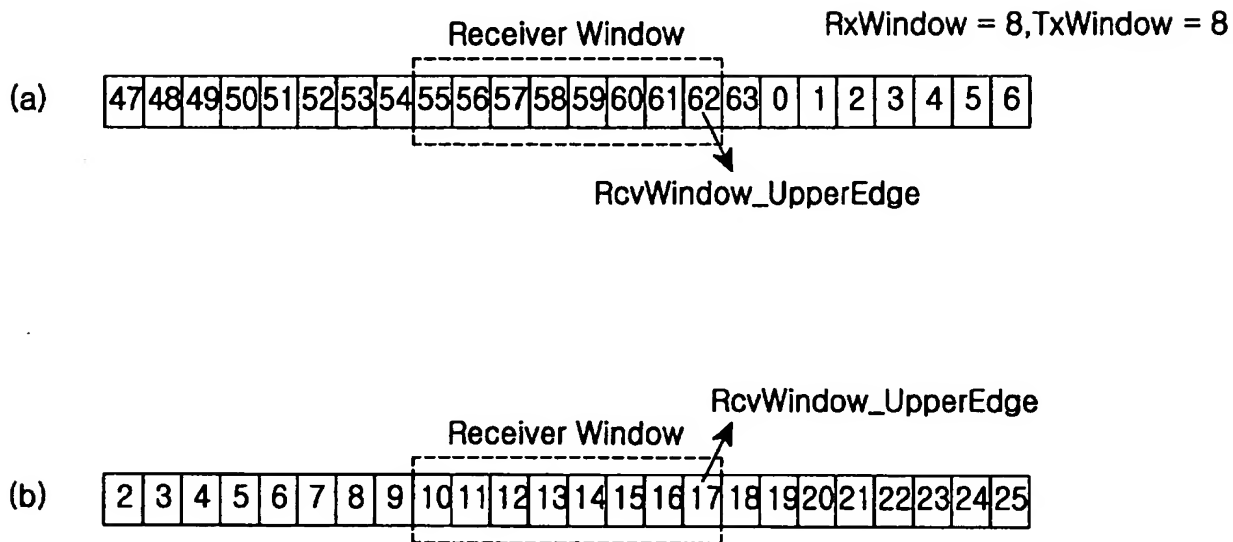 RxWindow = 8,TxWindow = 8
Receiver Window
(a) 47 48 49 50 51 52 53 54 55 56 57 58 59 60 61 62 63 0 1 2 3 4 5 6
RcvWindow_UpperEdge
RcvWindow_UpperEdge
Receiver Window
(b) 2 3 4 5 6 7 8 9 10 11 12 13 14 15 16 17 18 19 20 21 22 23 24 25